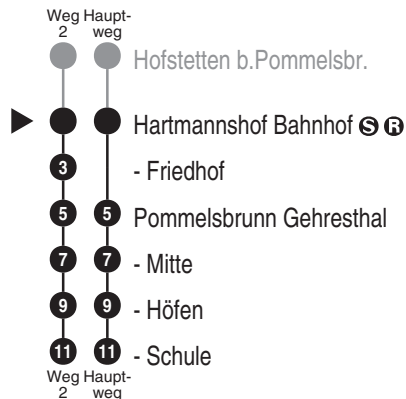 Weg Haupt-
2 weg
Hofstetten b.Pommelsbr.
Hartmannshof Bahnhof S R
3 - Friedhof
5 5 Pommelsbrunn Gehresthal
7 7 - Mitte
9 9 - Höfen
11 11 - Schule
Weg Haupt-
2 weg